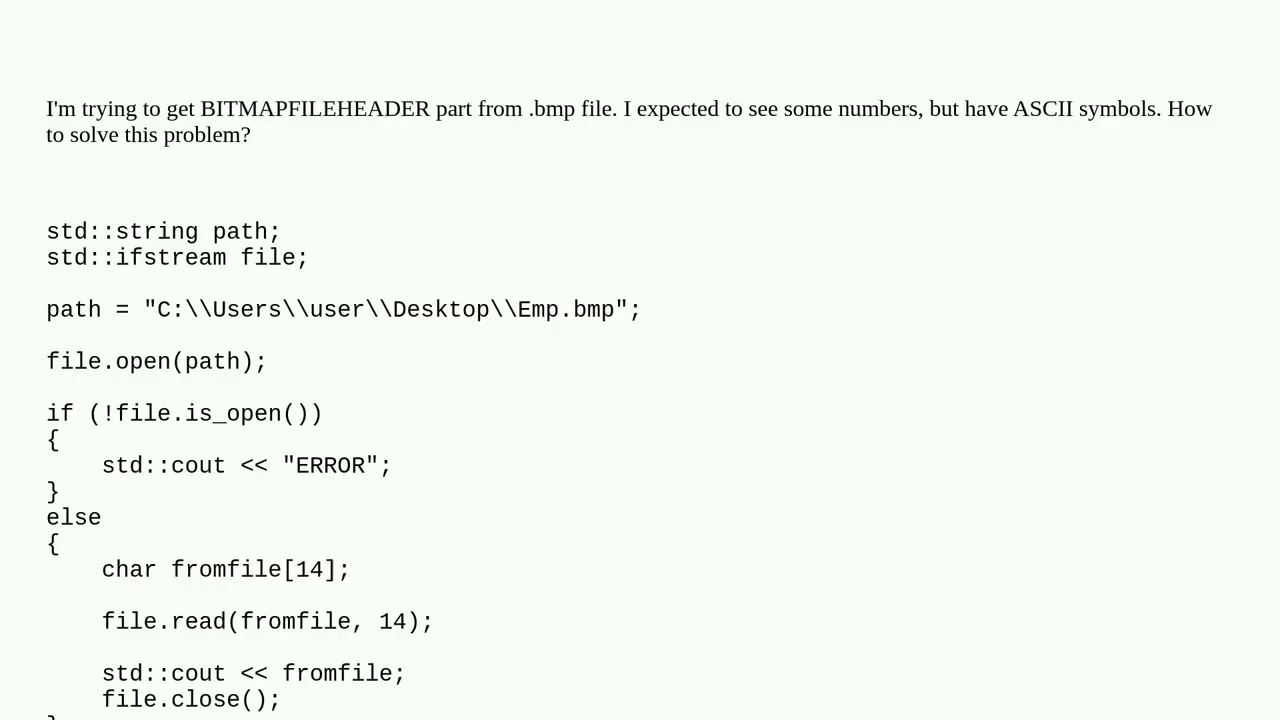 I'm trying to get BITMAPFILEHEADER part from .bmp file. I expected to see some numbers, but have ASCII symbols. How
to solve this problem?
std::string path;
std::ifstream file;
path = "C:\\Users\\user\\Desktop\\Emp.bmp";
file.open(path);
if (!file.is_open())
{
    std::cout << "ERROR";
}
else
{
    char fromfile[14];
    file.read(fromfile, 14);
    std::cout << fromfile;
    file.close();
}